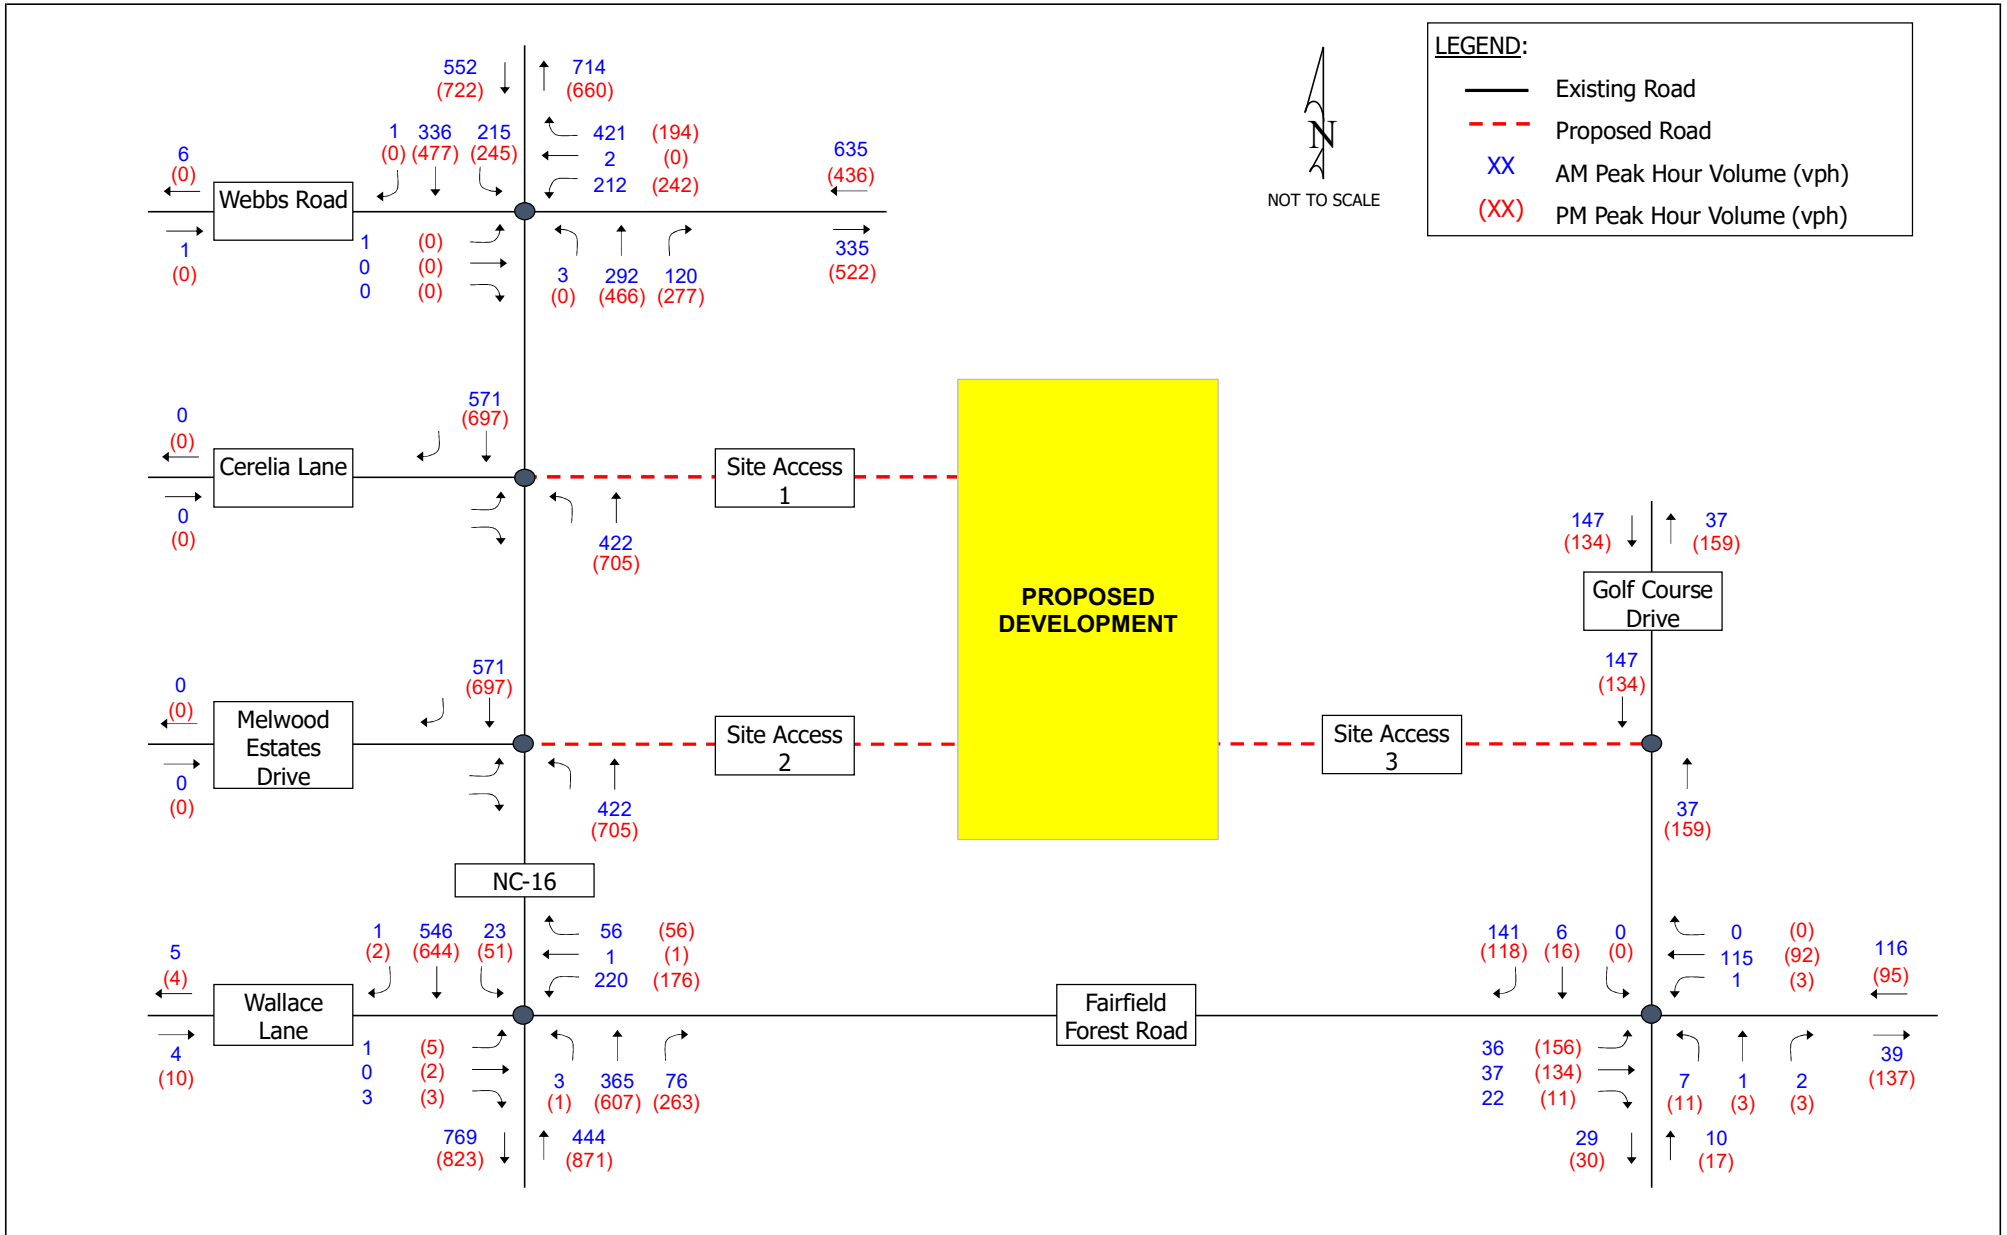 LEGEND:
Existing Road
Proposed Road
XX AM Peak Hour Volume (vph)
(XX) PM Peak Hour Volume (vph)
N
NOT TO SCALE
552 714
(722) (660)
1 336 215
(0) (477) (245)
421 (194)
2 (0)
212 (242)
635
(436)
6
(0)
Webbs Road
1
(0)
1 (0)
0 (0)
0 (0)
3 292 120
(0) (466) (277)
335
(522)
571
(697)
0
(0)
Cerelia Lane
0
(0)
422
(705)
Site Access
1
PROPOSED
DEVELOPMENT
147 37
(134) (159)
Golf Course
Drive
147
(134)
571
(697)
0
(0)
Melwood
Estates
Drive
0
(0)
422
(705)
Site Access
2
Site Access
3
37
(159)
NC-16
1 546 23
(2) (644) (51)
56 (56)
1 (1)
220 (176)
5
(4)
Wallace
Lane
4
(10)
1 (5)
0 (2)
3 (3)
3 365 76
(1) (607) (263)
769 444
(823) (871)
Fairfield
Forest Road
141 6 0
(118) (16) (0)
0 (0)
115 (92)
1 (3)
116
(95)
36 (156)
37 (134)
22 (11)
7 1 2
(11) (3) (3)
39
(137)
29 10
(30) (17)